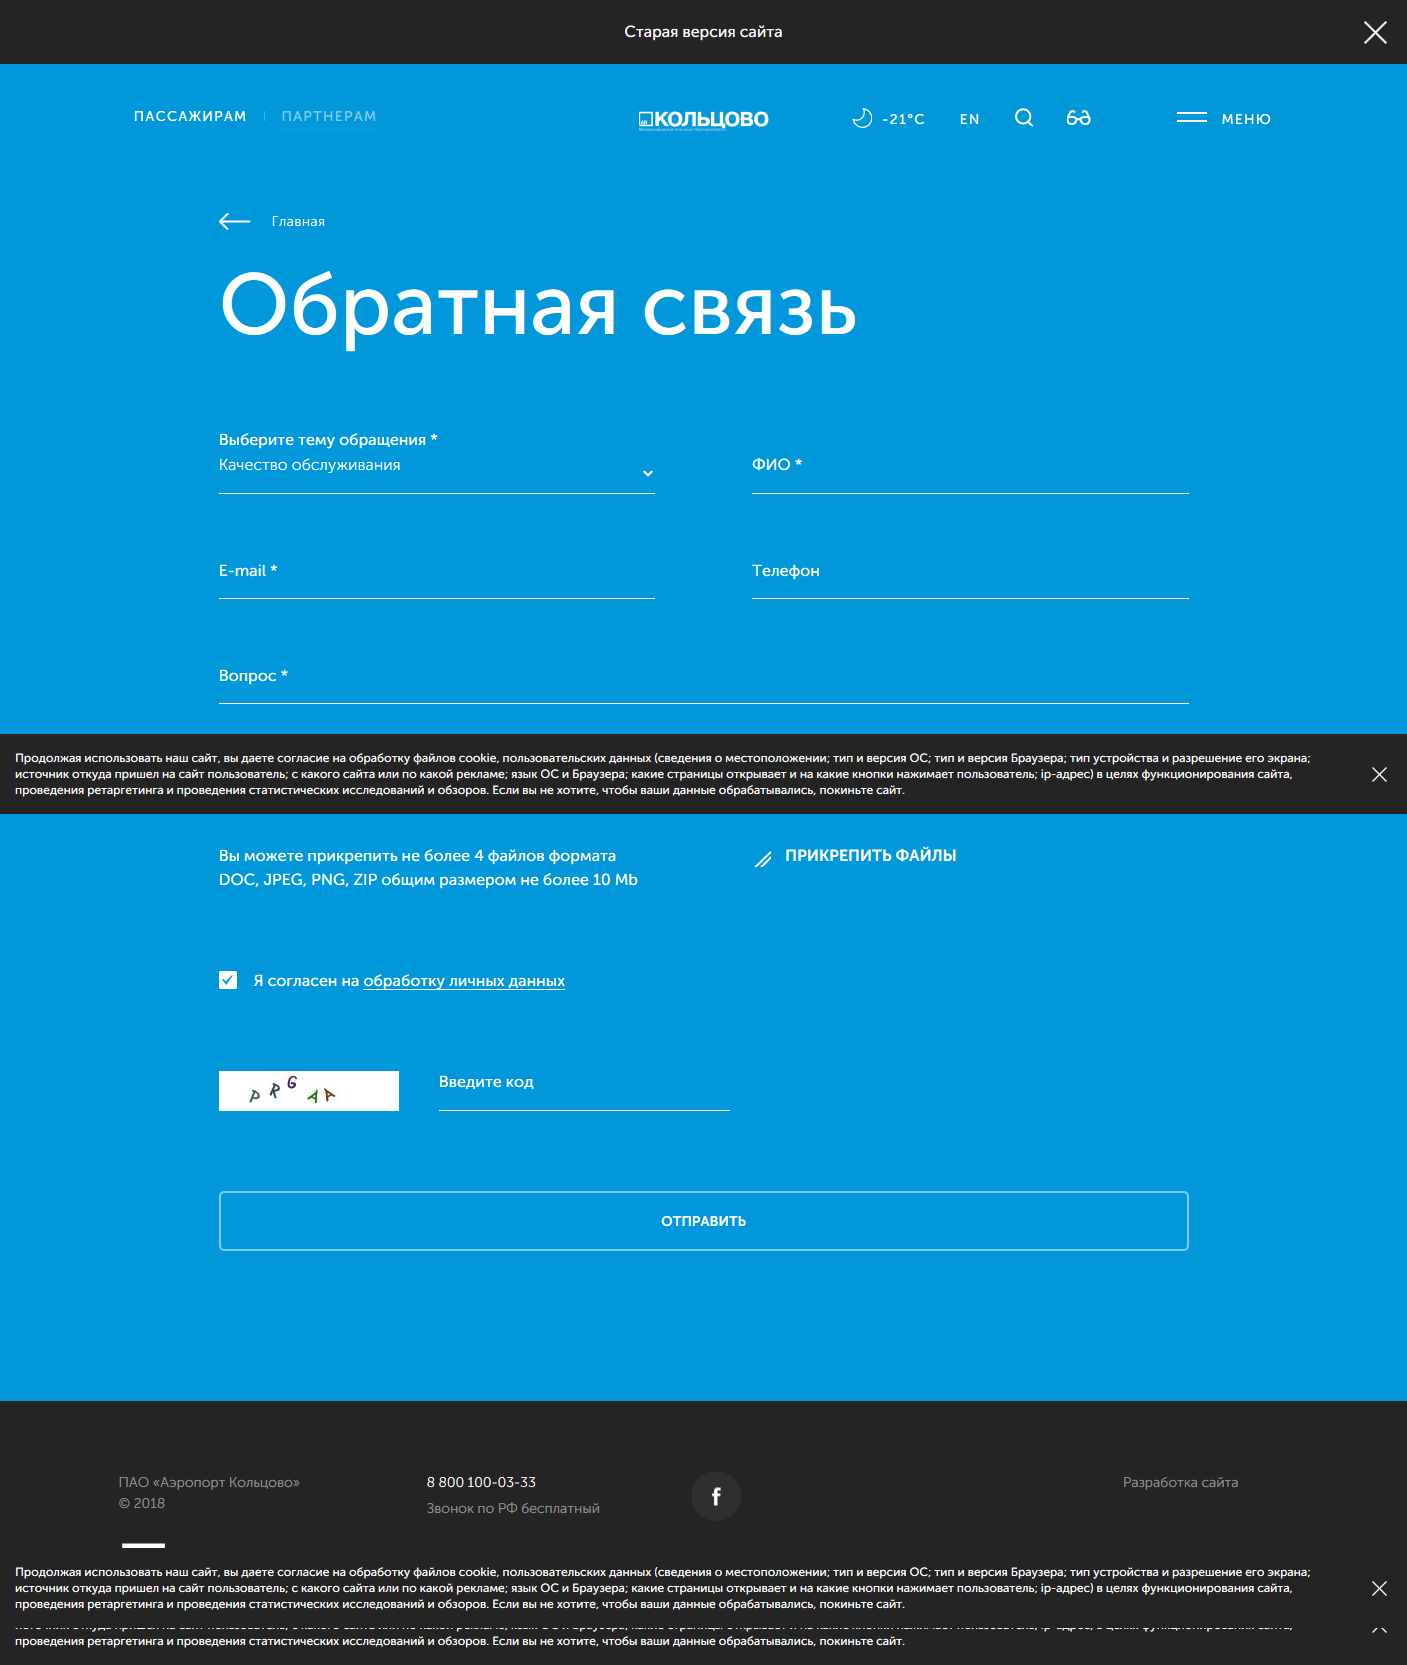 Старая версия сайта
ПАССАЖИРАМ
ПАРТНЕРАМ
КОЛЬЦОВО
-21°C
EN
МЕНЮ
Главная
Обратная связь
Выберите тему обращения *
Качество обслуживания
ФИО *
E-mail *
Телефон
Вопрос *
Продолжая использовать наш сайт, вы даете согласие на обработку файлов cookie, пользовательских данных (сведения о местоположении; тип и версия ОС; тип и версия Браузера; тип устройства и разрешение его экрана;
источник откуда пришел на сайт пользователь; с какого сайта или по какой рекламе; язык ОС и Браузера; какие страницы открывает и на какие кнопки нажимает пользователь; ip-адрес) в целях функционирования сайта,
проведения ретаргетинга и проведения статистических исследований и обзоров. Если вы не хотите, чтобы ваши данные обрабатывались, покиньте сайт.
Вы можете прикрепить не более 4 файлов формата
DOC, JPEG, PNG, ZIP общим размером не более 10 Mb
ПРИКРЕПИТЬ ФАЙЛЫ
Я согласен на обработку личных данных
PRGAA
Введите код
ОТПРАВИТЬ
ПАО «Аэропорт Кольцово»
© 2018
8 800 100-03-33
Звонок по РФ бесплатный
f
Разработка сайта
Продолжая использовать наш сайт, вы даете согласие на обработку файлов cookie, пользовательских данных (сведения о местоположении; тип и версия ОС; тип и версия Браузера; тип устройства и разрешение его экрана;
источник откуда пришел на сайт пользователь; с какого сайта или по какой рекламе; язык ОС и Браузера; какие страницы открывает и на какие кнопки нажимает пользователь; ip-адрес) в целях функционирования сайта,
проведения ретаргетинга и проведения статистических исследований и обзоров. Если вы не хотите, чтобы ваши данные обрабатывались, покиньте сайт.
проведения ретаргетинга и проведения статистических исследований и обзоров. Если вы не хотите, чтобы ваши данные обрабатывались, покиньте сайт.